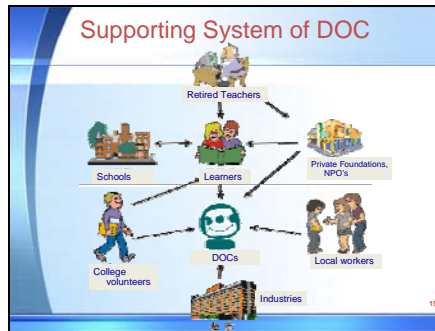 Supporting System of DOC
Retired Teachers
Schools
Learners
Private Foundations,
NPO's
College
volunteers
DOCs
Local workers
Industries
15